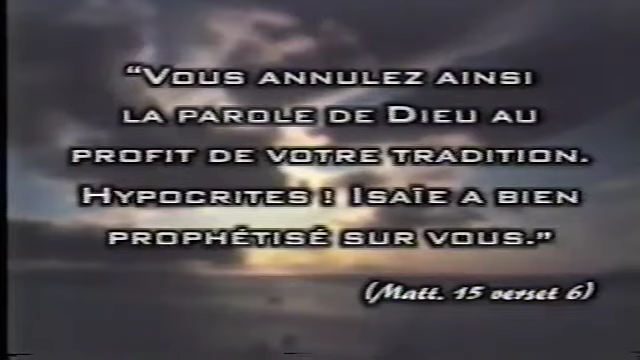 “Vous annulez ainsi
la parole de Dieu au
profit de votre tradition.
Hypocrites ! Isaïe a bien
prophétisé sur vous.”
(Matt. 15 verset 6)